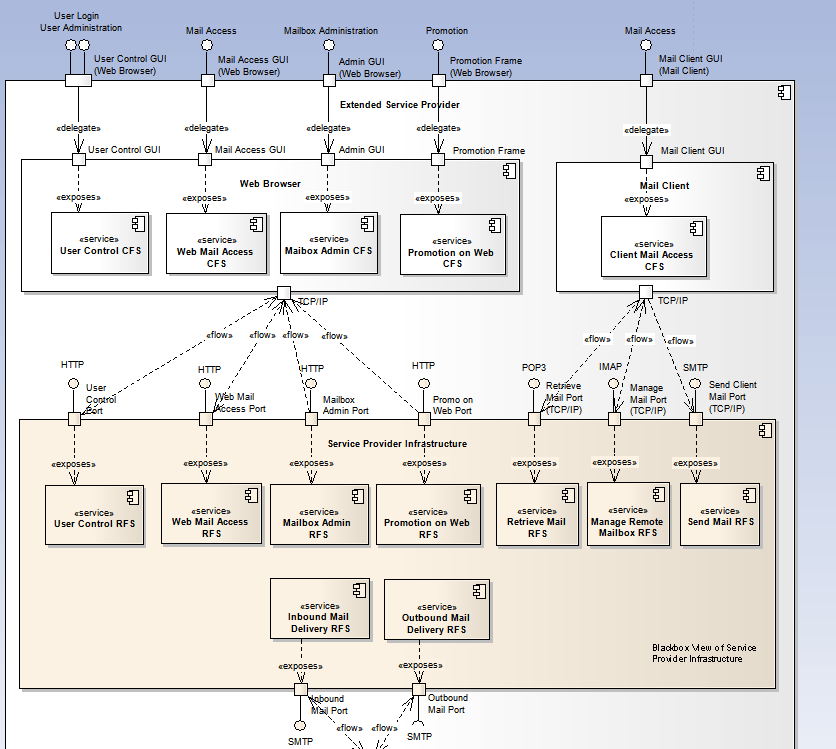 User Login
User Administration
Mail Access
Mailbox Administration
Promotion
Mail Access
User Control GUI
(Web Browser)
Mail Access GUI
(Web Browser)
Admin GUI
(Web Browser)
Promotion Frame
(Web Browser)
Mail Client GUI
(Mail Client)
Extended Service Provider
«delegate»
«delegate»
«delegate»
«delegate»
«delegate»
User Control GUI
Mail Access GUI
Admin GUI
Promotion Frame
Mail Client GUI
Web Browser
Mail Client
«exposes»
«exposes»
«exposes»
«exposes»
«exposes»
«service»
User Control CFS
«service»
Web Mail Access
CFS
«service»
Maibox Admin CFS
«service»
Promotion on Web
CFS
«service»
Client Mail Access
CFS
TCP/IP
TCP/IP
«flow»
«flow»
«flow»
«flow»
«flow»
«flow»
«flow»
HTTP
HTTP
HTTP
HTTP
POP3
IMAP
SMTP
User
Control
Port
Web Mail
Access Port
Mailbox
Admin Port
Promo on
Web Port
Retrieve
Mail Port
(TCP/IP)
Manage
Mail Port
(TCP/IP)
Send Client
Mail Port
(TCP/IP)
Service Provider Infrastructure
«exposes»
«exposes»
«exposes»
«exposes»
«exposes»
«exposes»
«exposes»
«service»
User Control RFS
«service»
Web Mail Access
RFS
«service»
Mailbox Admin
RFS
«service»
Promotion on Web
RFS
«service»
Retrieve Mail
RFS
«service»
Manage Remote
Mailbox RFS
«service»
Send Mail RFS
«service»
Inbound Mail
Delivery RFS
«service»
Outbound Mail
Delivery RFS
Blackbox View of Service
Provider Infrastructure
«exposes»
«exposes»
Inbound
Mail Port
Outbound
Mail Port
«flow»
«flow»
SMTP
SMTP